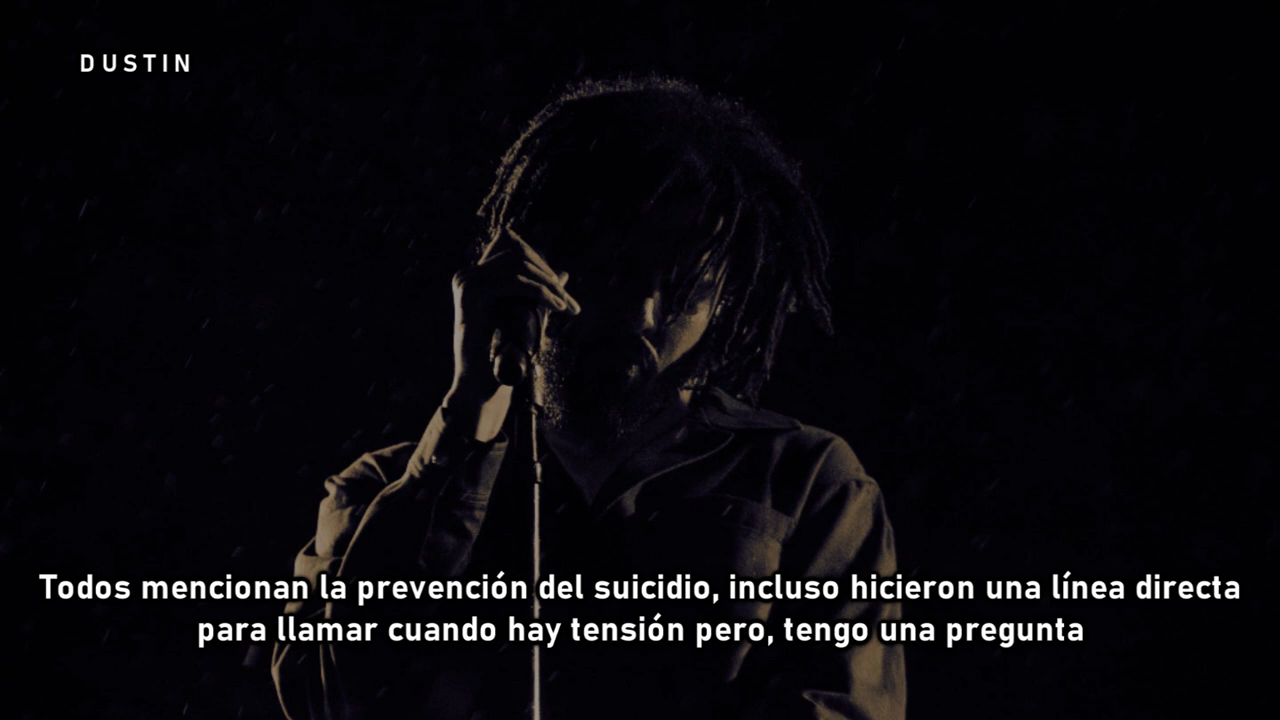 DUSTIN
Todos mencionan la prevención del suicidio, incluso hicieron una línea directa
para llamar cuando hay tensión pero, tengo una pregunta